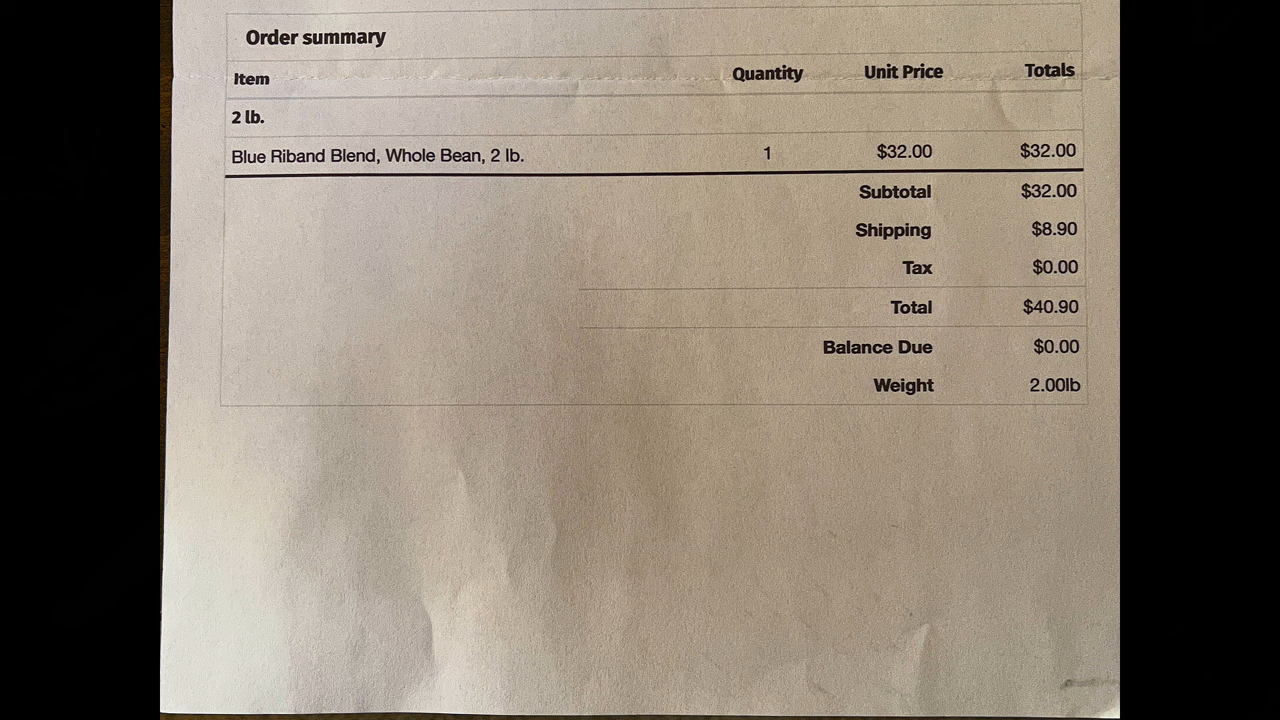 Order summary
Item Quantity Unit Price Totals
2 lb.
Blue Riband Blend, Whole Bean, 2 lb. 1 $32.00 $32.00
Subtotal $32.00
Shipping $8.90
Tax $0.00
Total $40.90
Balance Due $0.00
Weight 2.00lb